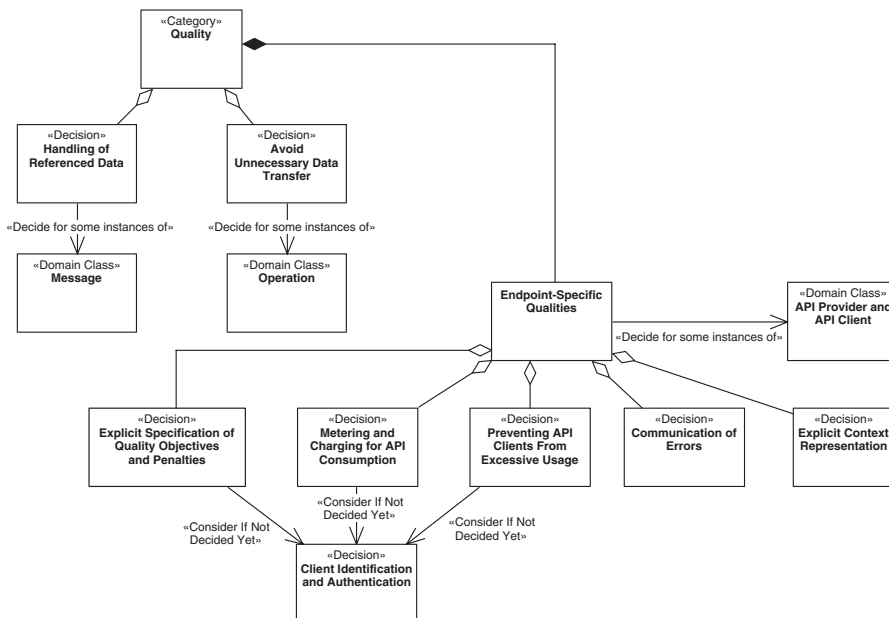 «Category»
Quality
«Decision»
Handling of
Referenced Data
«Decision»
Avoid
Unnecessary Data
Transfer
«Decide for some instances of»
«Decide for some instances of»
«Domain Class»
Message
«Domain Class»
Operation
Endpoint-Specific
Qualities
«Domain Class»
API Provider and
API Client
«Decide for some instances of»
«Decision»
Explicit Specification of
Quality Objectives
and Penalties
«Decision»
Metering and
Charging for API
Consumption
«Decision»
Preventing API
Clients From
Excessive Usage
«Decision»
Communication of
Errors
«Decision»
Explicit Context
Representation
«Consider If Not
Decided Yet»
«Consider If Not
Decided Yet»
«Consider If Not
Decided Yet»
«Decision»
Client Identification
and Authentication